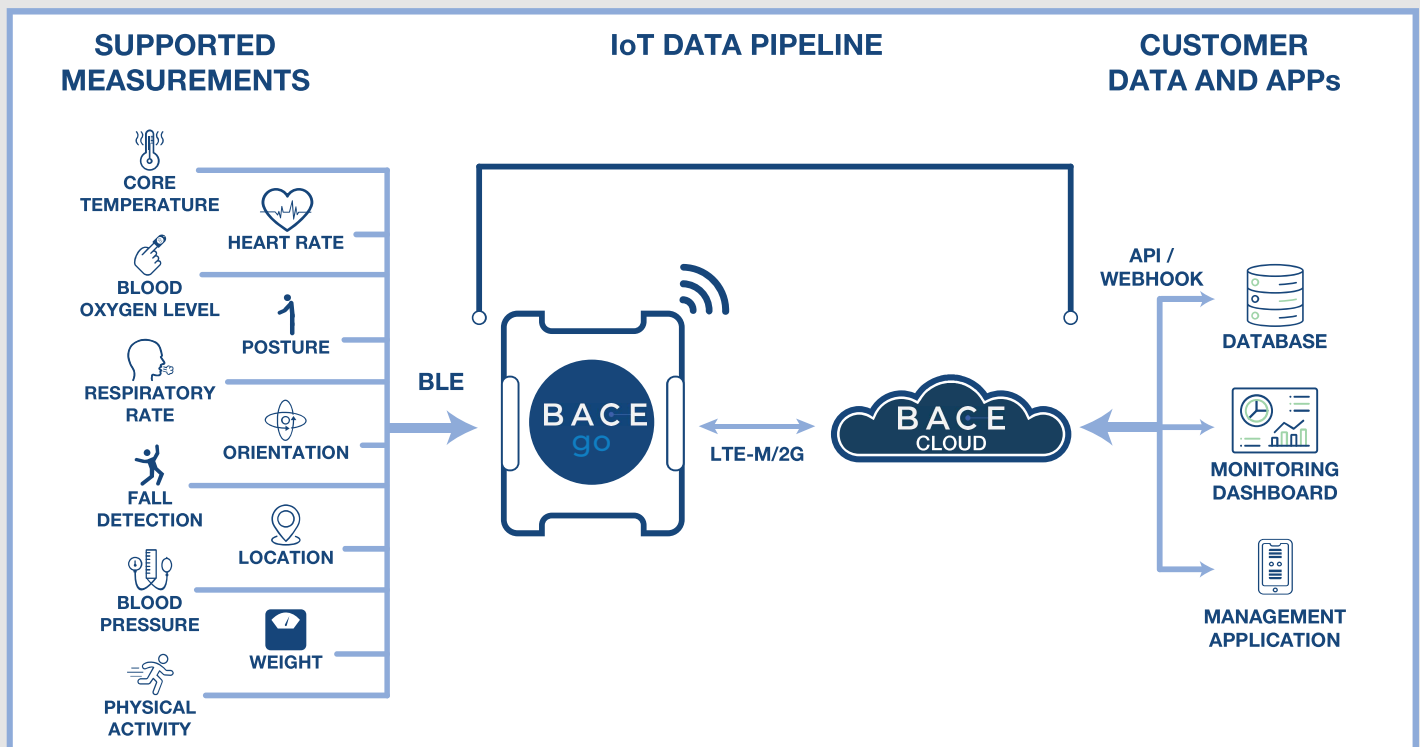 SUPPORTED
MEASUREMENTS
CORE
TEMPERATURE
HEART RATE
BLOOD
OXYGEN LEVEL
POSTURE
RESPIRATORY
RATE
ORIENTATION
FALL
DETECTION
LOCATION
BLOOD
PRESSURE
WEIGHT
PHYSICAL
ACTIVITY
IoT DATA PIPELINE
BLE
BACE
go
LTE-M/2G
BACE
CLOUD
CUSTOMER
DATA AND APPs
API /
WEBHOOK
DATABASE
MONITORING
DASHBOARD
MANAGEMENT
APPLICATION